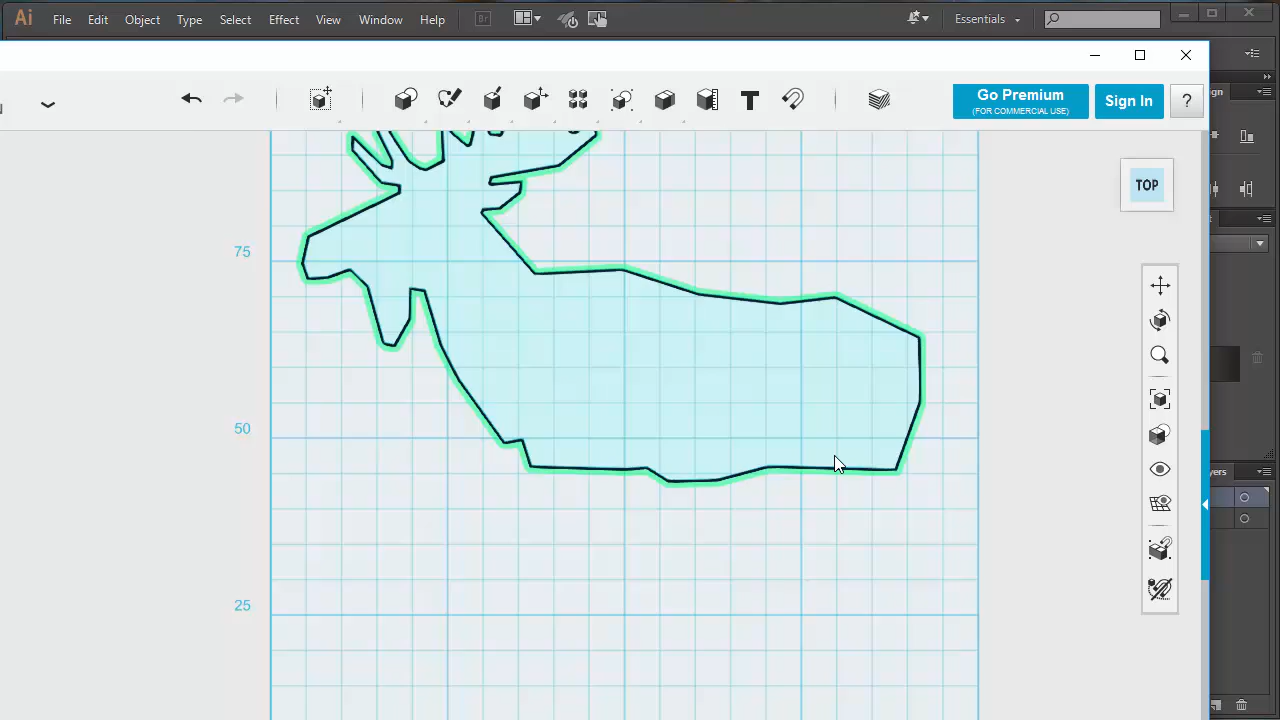 Ai File Edit Object Type Select Effect View Window Help Br Essentials
Go Premium
(FOR COMMERCIAL USE)
Sign In
?
T
TOP
75
50
25